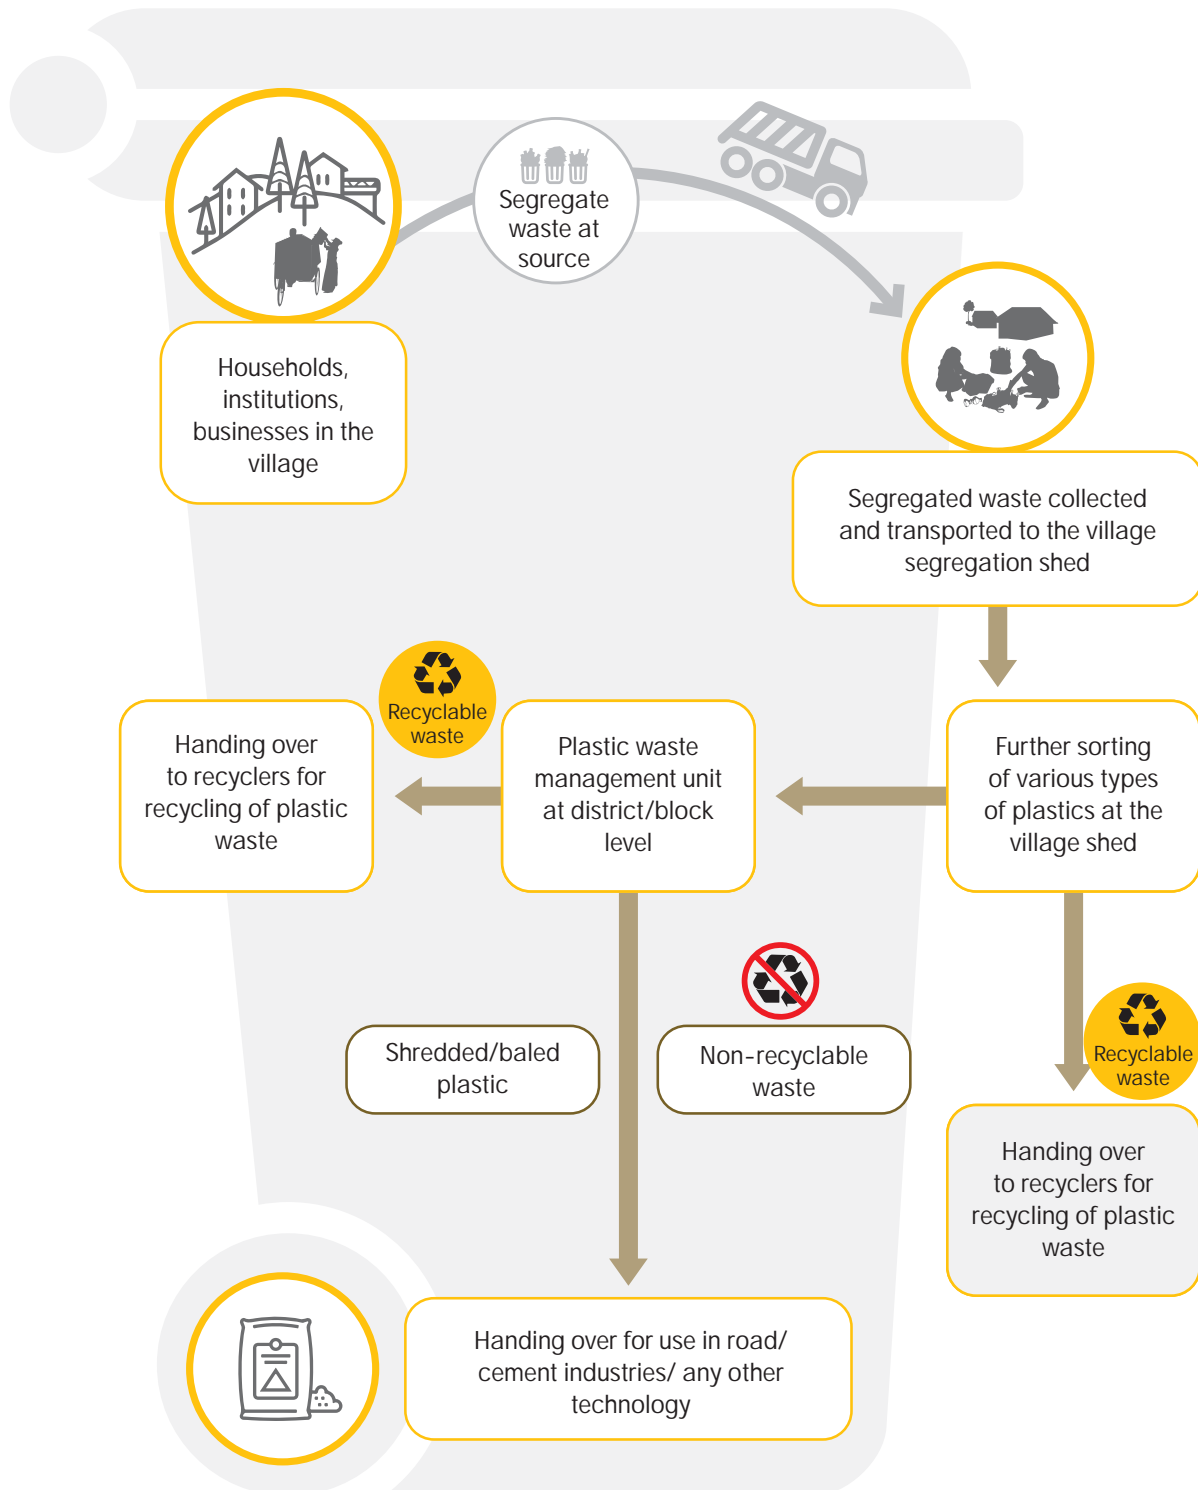 Segregate
waste at
source
Households,
institutions,
businesses in the
village
Segregated waste collected
and transported to the village
segregation shed
Recyclable
waste
Handing over
to recyclers for
recycling of plastic
waste
Plastic waste
management unit
at district/block
level
Further sorting
of various types
of plastics at the
village shed
Shredded/baled
plastic
Non-recyclable
waste
Recyclable
waste
Handing over
to recyclers for
recycling of plastic
waste
Handing over for use in road/
cement industries/ any other
technology